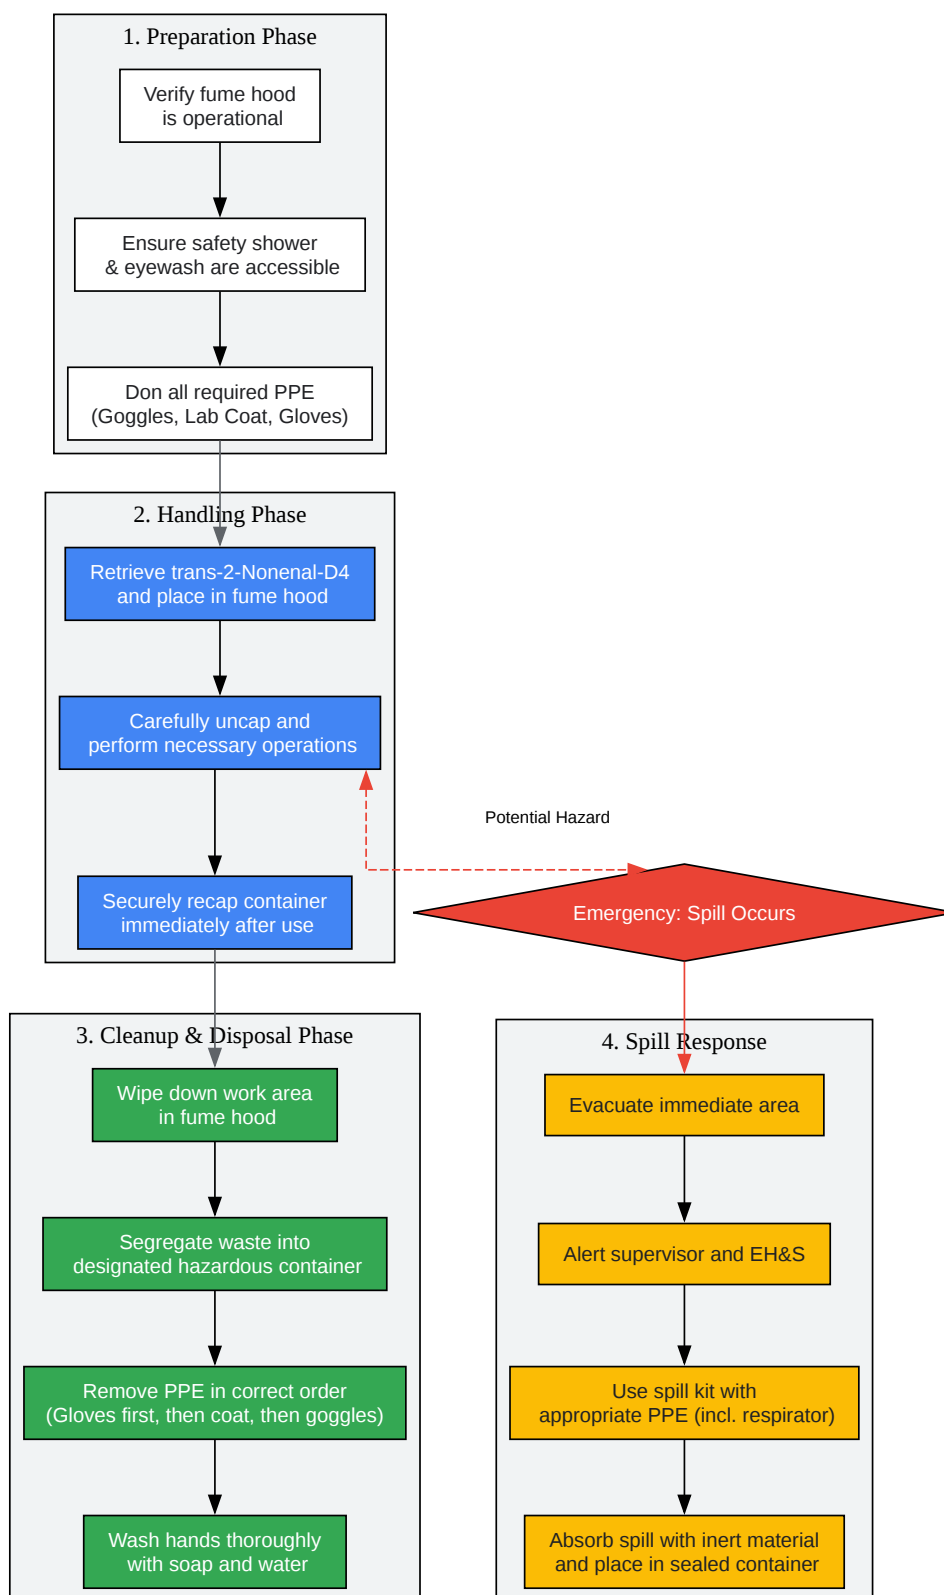 1. Preparation Phase
Verify fume hood
is operational
Ensure safety shower
& eyewash are accessible
Don all required PPE
(Goggles, Lab Coat, Gloves)
2. Handling Phase
Retrieve trans-2-Nonenal-D4
and place in fume hood
Carefully uncap and
perform necessary operations
Potential Hazard
Securely recap container
immediately after use
Emergency: Spill Occurs
3. Cleanup & Disposal Phase
Wipe down work area
in fume hood
Segregate waste into
designated hazardous container
Remove PPE in correct order
(Gloves first, then coat, then goggles)
Wash hands thoroughly
with soap and water
4. Spill Response
Evacuate immediate area
Alert supervisor and EH&S
Use spill kit with
appropriate PPE (incl. respirator)
Absorb spill with inert material
and place in sealed container